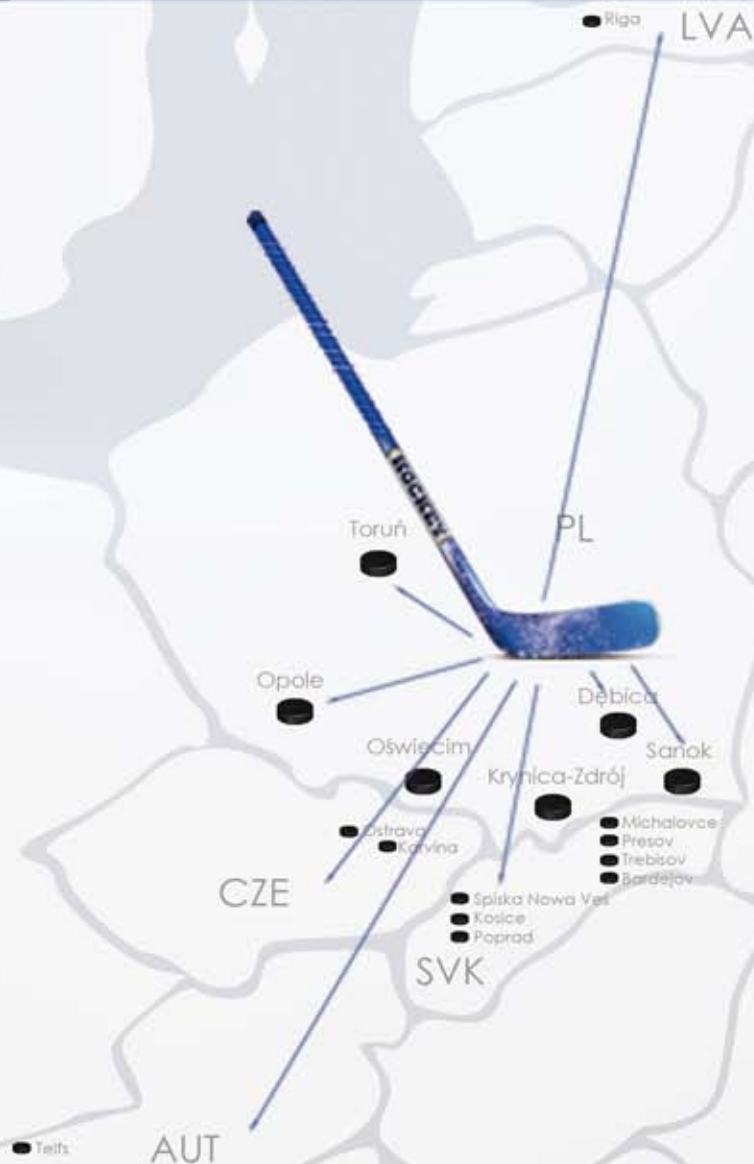 Riga
LVA
HOCKEY
PL
Toruń
Opole
Dębica
Oświęcim
Sanok
Krynica-Zdrój
Michalovce
Ostrava
Presov
Karvina
Trebisov
Bardejov
CZE
Spiska Nowa Ves
Kosice
Poprad
SVK
Telfs
AUT